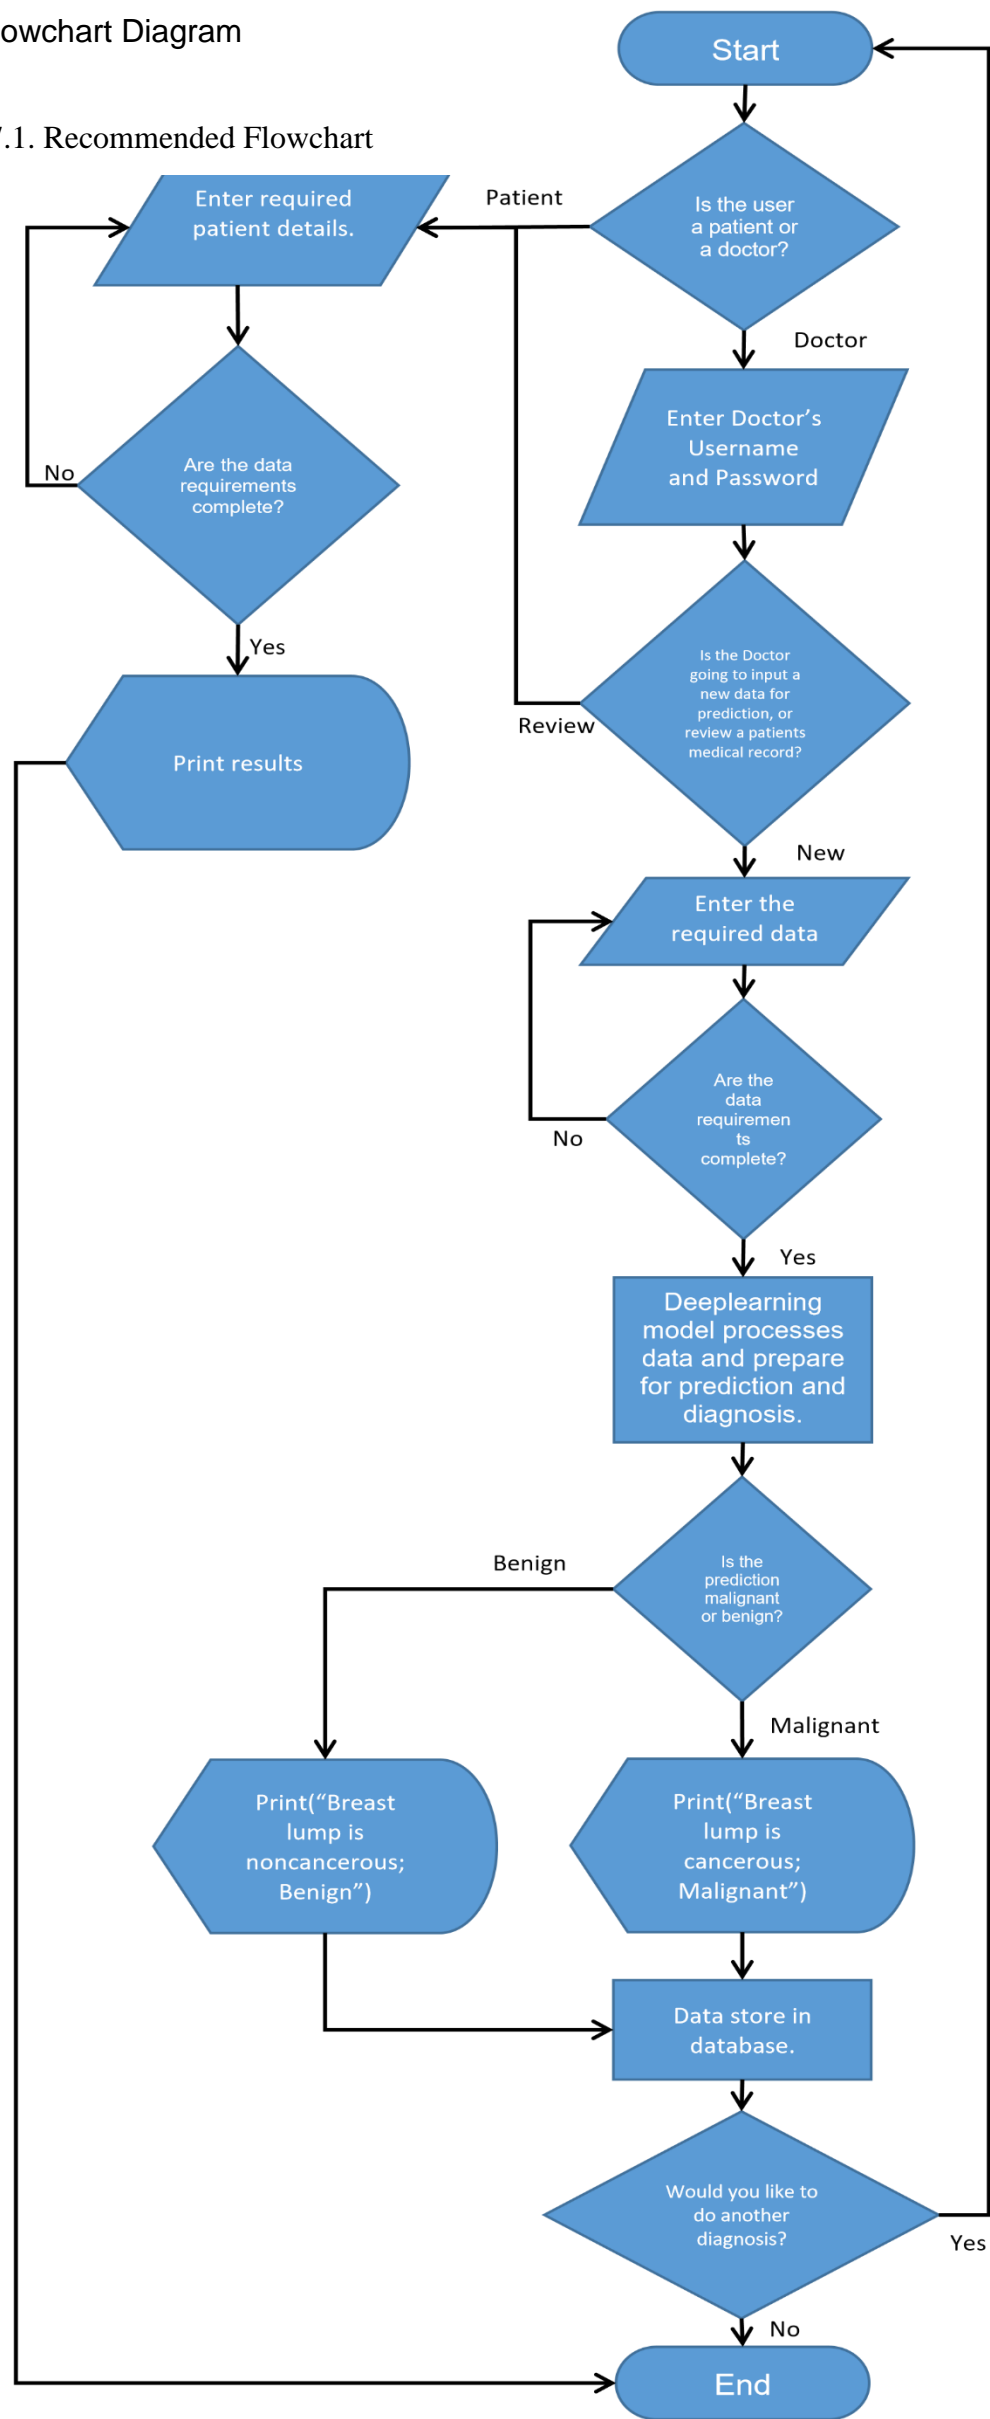 owchart Diagram
Start
7.1. Recommended Flowchart
Enter required
patient details.
Patient
Is the user
a patient or
a doctor?
Doctor
Enter Doctor's
Username
and Password
Are the data
requirements
complete?
No
Yes
Is the Doctor
going to input a
new data for
prediction, or
review a patients
medical record?
Review
Print results
New
Enter the
required data
Are the
data
requiremen
ts
complete?
No
Yes
Deeplearning
model processes
data and prepare
for prediction and
diagnosis.
Benign
Is the
prediction
malignant
or benign?
Malignant
Print(“Breast
lump is
noncancerous;
Benign”)
Print(“Breast
lump is
cancerous;
Malignant”)
Data store in
database.
Would you like to
do another
diagnosis?
Yes
No
End